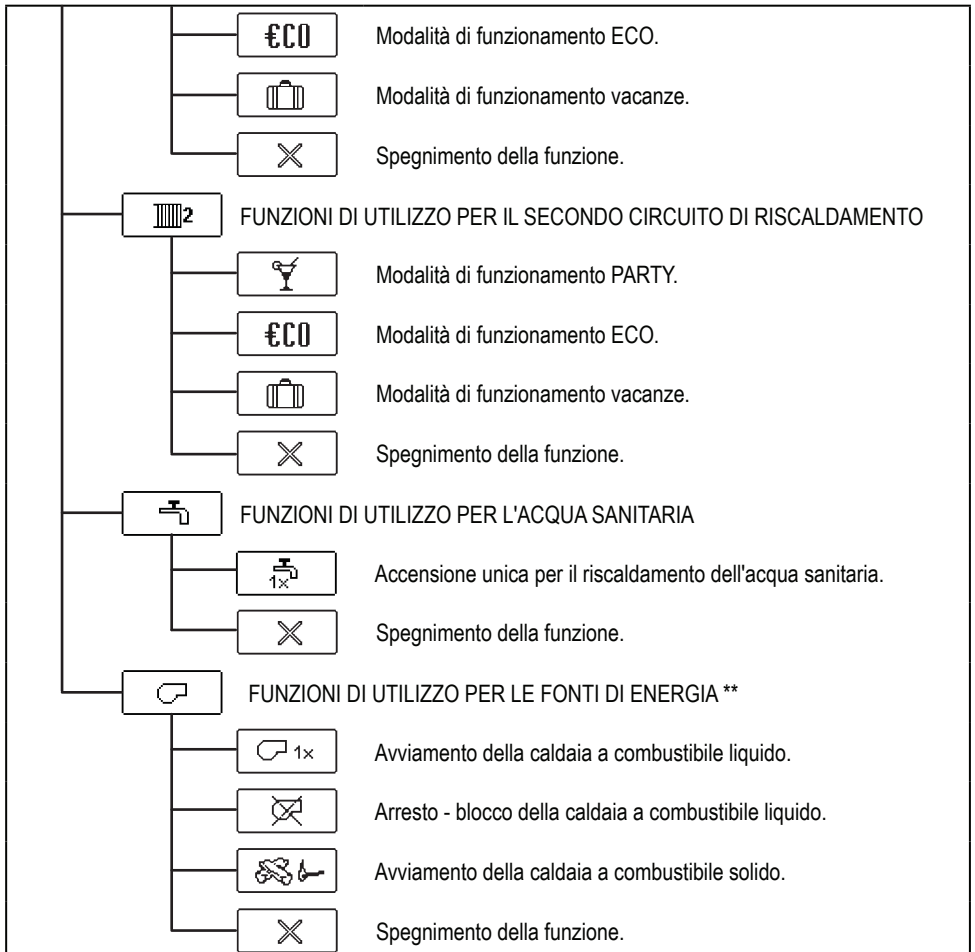 €CO Modalità di funzionamento ECO.
Modalità di funzionamento vacanze.
Spegnimento della funzione.
2 FUNZIONI DI UTILIZZO PER IL SECONDO CIRCUITO DI RISCALDAMENTO
Modalità di funzionamento PARTY.
€CO Modalità di funzionamento ECO.
Modalità di funzionamento vacanze.
Spegnimento della funzione.
FUNZIONI DI UTILIZZO PER L'ACQUA SANITARIA
1x Accensione unica per il riscaldamento dell'acqua sanitaria.
Spegnimento della funzione.
FUNZIONI DI UTILIZZO PER LE FONTI DI ENERGIA **
1x Avviamento della caldaia a combustibile liquido.
Arresto - blocco della caldaia a combustibile liquido.
Avviamento della caldaia a combustibile solido.
Spegnimento della funzione.